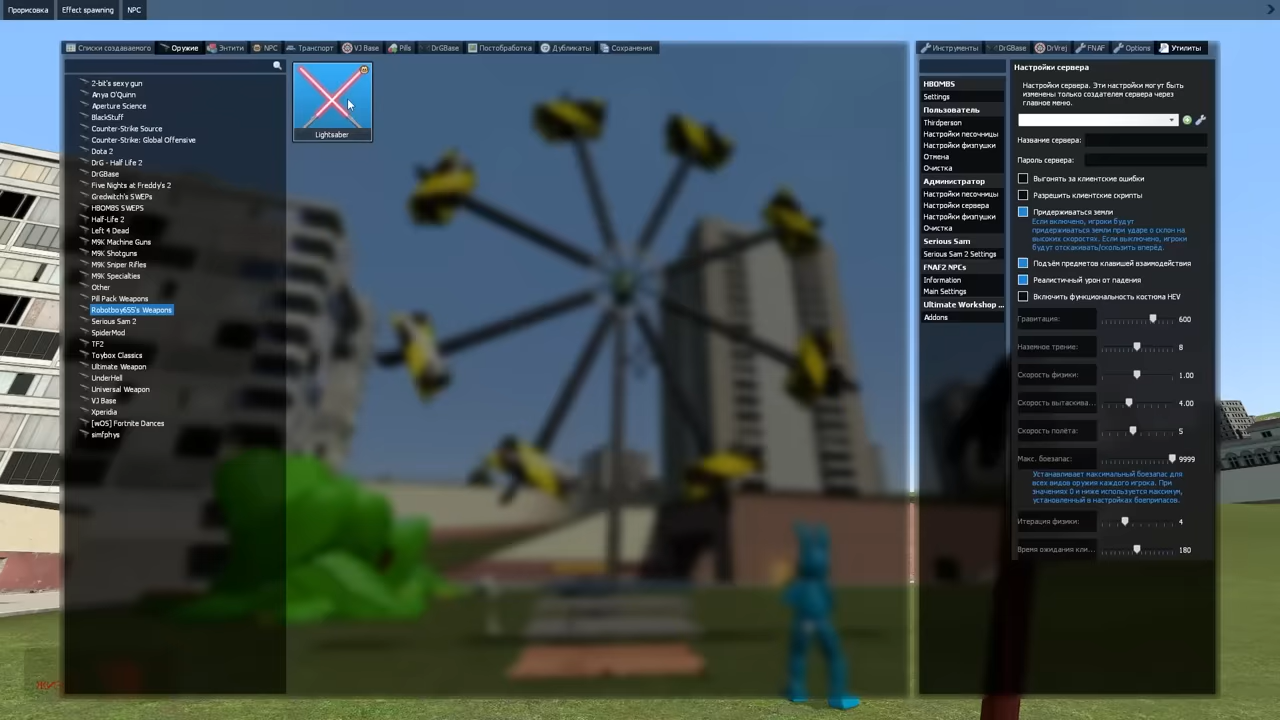 Прорисовка
Effect spawning
NPC
Списки создаваемого
Оружие
Энтити
NPC
Транспорт
VJ Base
Pills
DrGBase
Постобработка
Дубликаты
Сохранения
2-bit's sexy gun
Anya O'Quinn
Aperture Science
BlackStuff
Counter-Strike Source
Counter-Strike: Global Offensive
Dota 2
DrG - Half Life 2
DrGBase
Five Nights at Freddy's 2
Gredwitch's SWEPs
HBOMBS SWEPS
Half-Life 2
Left 4 Dead
M9K Machine Guns
M9K Shotguns
M9K Sniper Rifles
M9K Specialties
Other
Pill Pack Weapons
Robotboy655's Weapons
Serious Sam 2
SpiderMod
TF2
Toybox Classics
Ultimate Weapon
UnderHell
Universal Weapon
VJ Base
Xperidia
[wOS] Fortnite Dances
simfphys
Lightsaber
Инструменты
DrGBase
DrVrej
FNAF
Options
Утилиты
HBOMBS
Settings
Пользователь
Thirdperson
Настройки песочницы
Настройки физпушки
Отмена
Очистка
Администратор
Настройки песочницы
Настройки сервера
Настройки физпушки
Очистка
Serious Sam
Serious Sam 2 Settings
FNAF2 NPCs
Information
Main Settings
Ultimate Workshop ...
Addons
Настройки сервера
Настройки сервера. Эти настройки могут быть
изменены только создателем сервера через
главное меню.
Название сервера:
Пароль сервера:
Выгонять за клиентские ошибки
Разрешить клиентские скрипты
Придерживаться земли
Если включено, игроки будут
придерживаться земли при ударе о склон на
высоких скоростях. Если выключено, игроки
будут отскакивать/скользить вперёд.
Подъём предметов клавишей взаимодействия
Реалистичный урон от падения
Включить функциональность костюма HEV
Гравитация: 600
Наземное трение: 8
Скорость физики: 1.00
Скорость вытаскива... 4.00
Скорость полёта: 5
Макс. боезапас: 9999
Устанавливает максимальный боезапас для
всех видов оружия каждого игрока. При
значениях 0 и ниже используется максимум,
установленный в настройках боеприпасов.
Итерация физики: 4
Время ожидания кли... 180